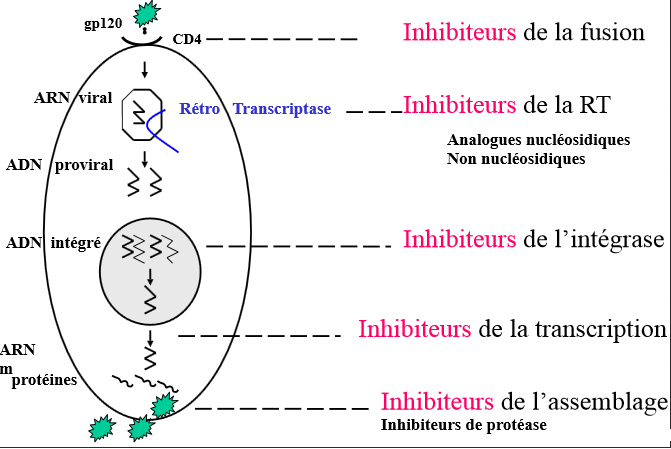 gp120
CD4
Inhibiteurs de la fusion
ARN viral
Rétro Transcriptase
Inhibiteurs de la RT
Analogues nucléosidiques
Non nucléosidiques
ADN proviral
ADN intégré
Inhibiteurs de l’intégrase
Inhibiteurs de la transcription
ARN
m
protéines
Inhibiteurs de l’assemblage
Inhibiteurs de protéase